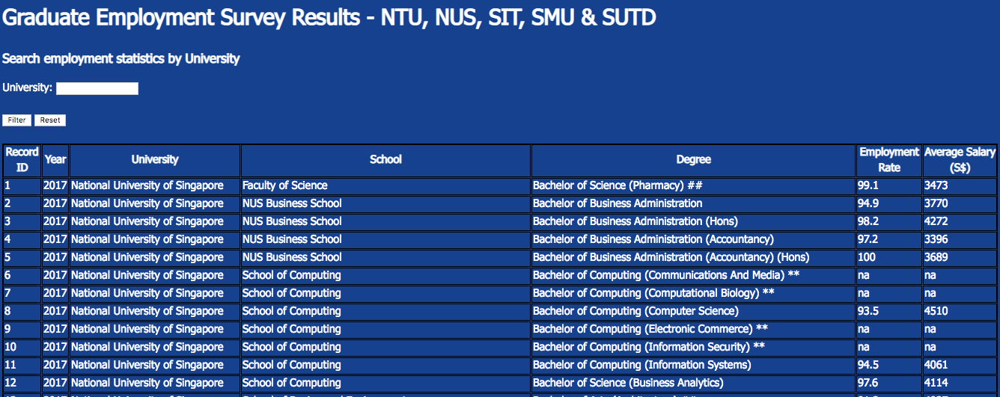 Graduate Employment Survey Results - NTU, NUS, SIT, SMU & SUTD
Search employment statistics by University
University:
Filter Reset
Record ID Year University School Degree Employment Rate Average Salary (S$)
1 2017 National University of Singapore Faculty of Science Bachelor of Science (Pharmacy) ## 99.1 3473
2 2017 National University of Singapore NUS Business School Bachelor of Business Administration 94.9 3770
3 2017 National University of Singapore NUS Business School Bachelor of Business Administration (Hons) 98.2 4272
4 2017 National University of Singapore NUS Business School Bachelor of Business Administration (Accountancy) 97.2 3396
5 2017 National University of Singapore NUS Business School Bachelor of Business Administration (Accountancy) (Hons) 100 3689
6 2017 National University of Singapore School of Computing Bachelor of Computing (Communications And Media) ** na na
7 2017 National University of Singapore School of Computing Bachelor of Computing (Computational Biology) ** na na
8 2017 National University of Singapore School of Computing Bachelor of Computing (Computer Science) 93.5 4510
9 2017 National University of Singapore School of Computing Bachelor of Computing (Electronic Commerce) ** na na
10 2017 National University of Singapore School of Computing Bachelor of Computing (Information Security) ** na na
11 2017 National University of Singapore School of Computing Bachelor of Computing (Information Systems) 94.5 4061
12 2017 National University of Singapore School of Computing Bachelor of Science (Business Analytics) 97.6 4114